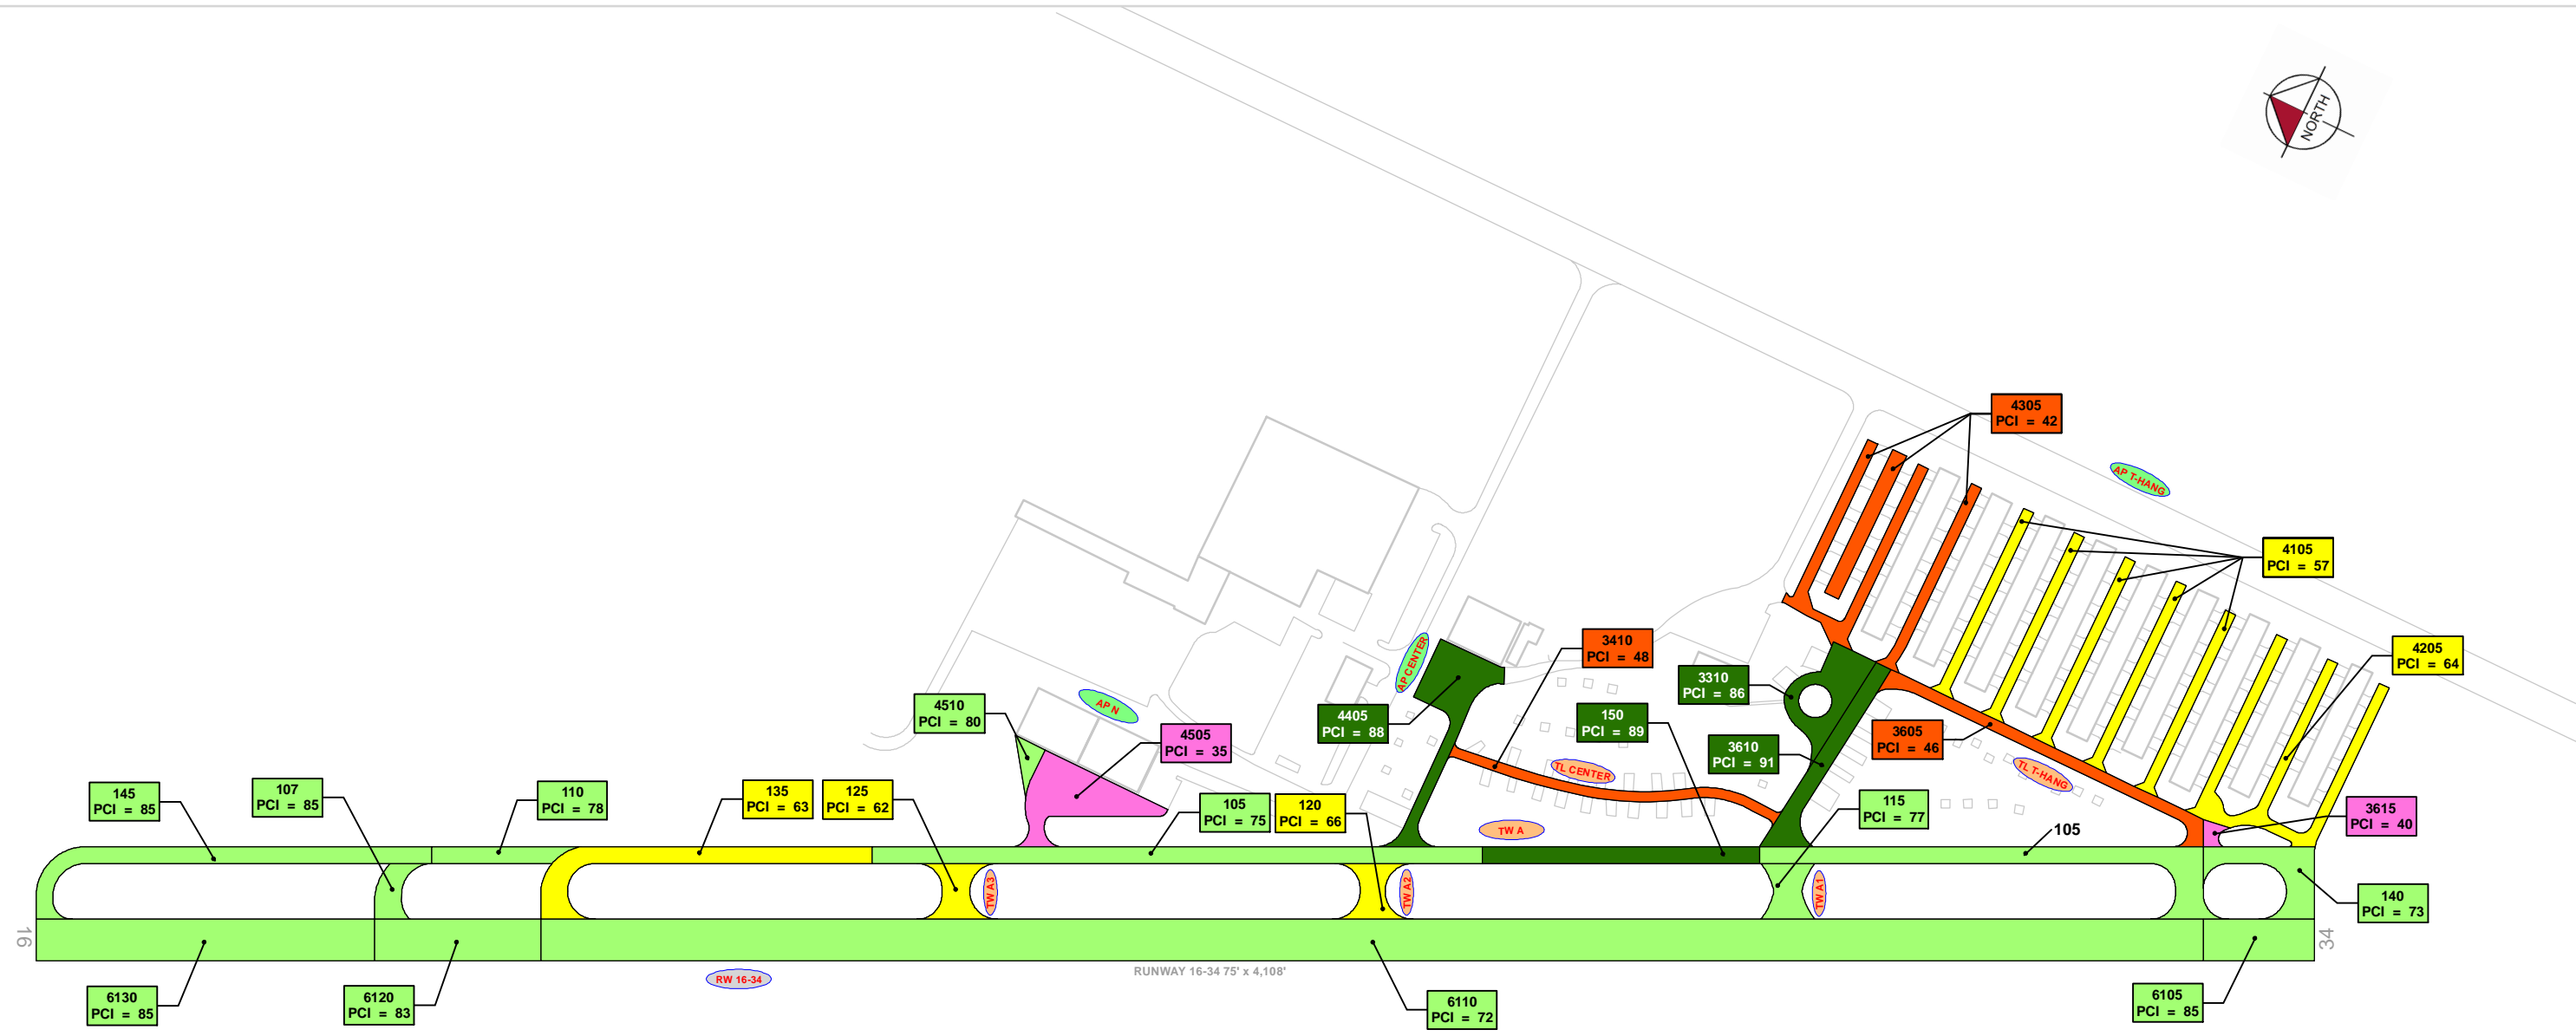 NORTH
4305
PCI = 42
AP T-HANG
4105
PCI = 57
4205
PCI = 64
3410
PCI = 48
AP CENTER
3310
PCI = 86
4510
PCI = 80
AP N
4505
PCI = 35
4405
PCI = 88
150
PCI = 89
3610
PCI = 91
3605
PCI = 46
TL CENTER
TL T-HANG
145
PCI = 85
107
PCI = 85
110
PCI = 78
135
PCI = 63
125
PCI = 62
105
PCI = 75
120
PCI = 66
TW A
115
PCI = 77
105
3615
PCI = 40
TW A3
TW A2
TW A1
140
PCI = 73
16
34
RW 16-34
RUNWAY 16-34 75' x 4,108'
6130
PCI = 85
6120
PCI = 83
6110
PCI = 72
6105
PCI = 85